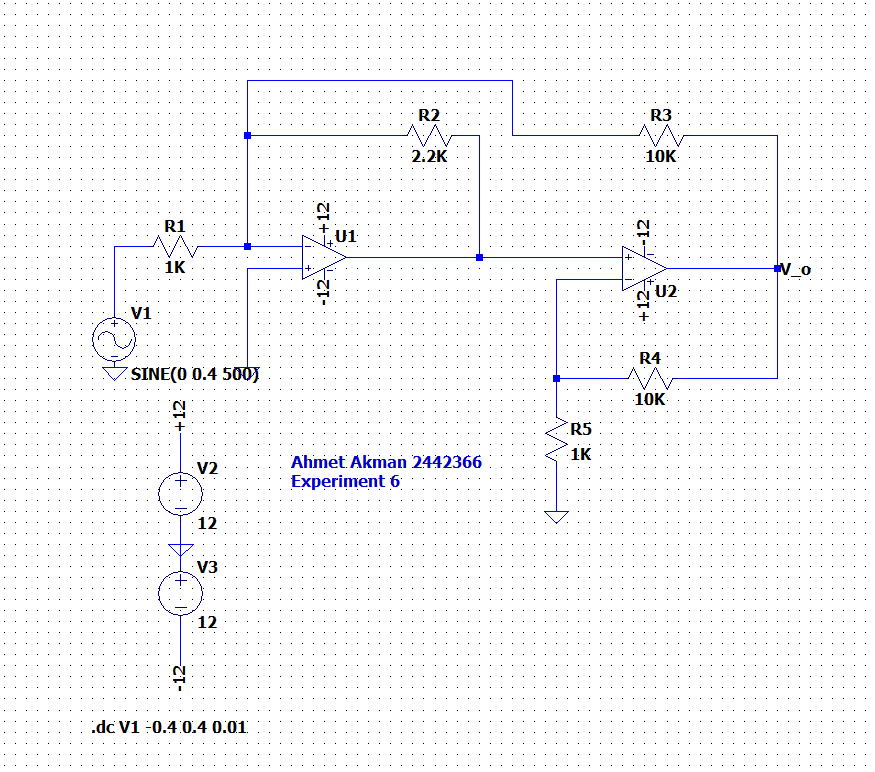 R2
2.2K
R3
10K
R1
1K
+12
U1
-12
-12
U2
+12
V_o
V1
SINE(0 0.4 500)
R4
10K
R5
1K
+12
V2
12
V3
12
-12
Ahmet Akman 2442366
Experiment 6
.dc V1 -0.4 0.4 0.01